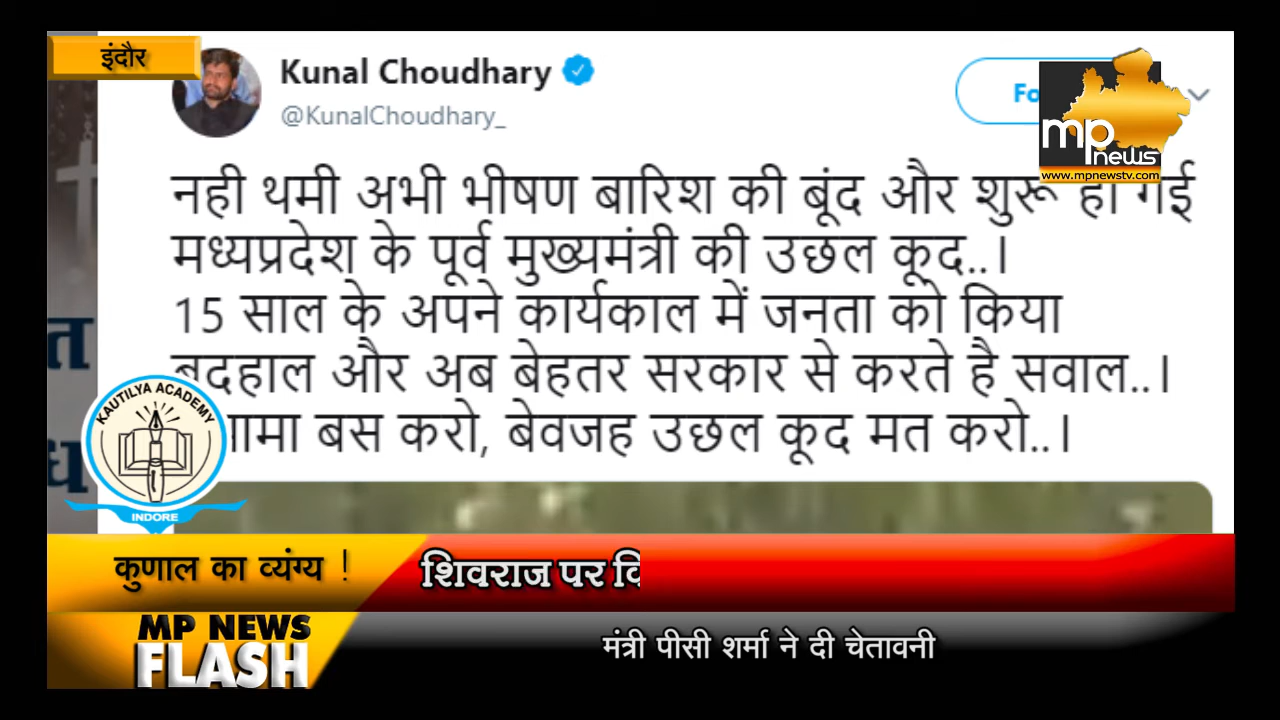 इंदौर
Kunal Choudhary
@KunalChoudhary_
mp news
www.mpnewstv.com
नही थमी अभी भीषण बारिश की बूंद और शुरू हो गई
मध्यप्रदेश के पूर्व मुख्यमंत्री की उछल कूद..।
15 साल के अपने कार्यकाल में जनता को किया
बदहाल और अब बेहतर सरकार से करते है सवाल..।
बस करो, बेवजह उछल कूद मत करो..।
KAUTILYA ACADEMY
INDORE
कुणाल का व्यंग्य !
शिवराज पर
MP NEWS
FLASH
मंत्री पीसी शर्मा ने दी चेतावनी